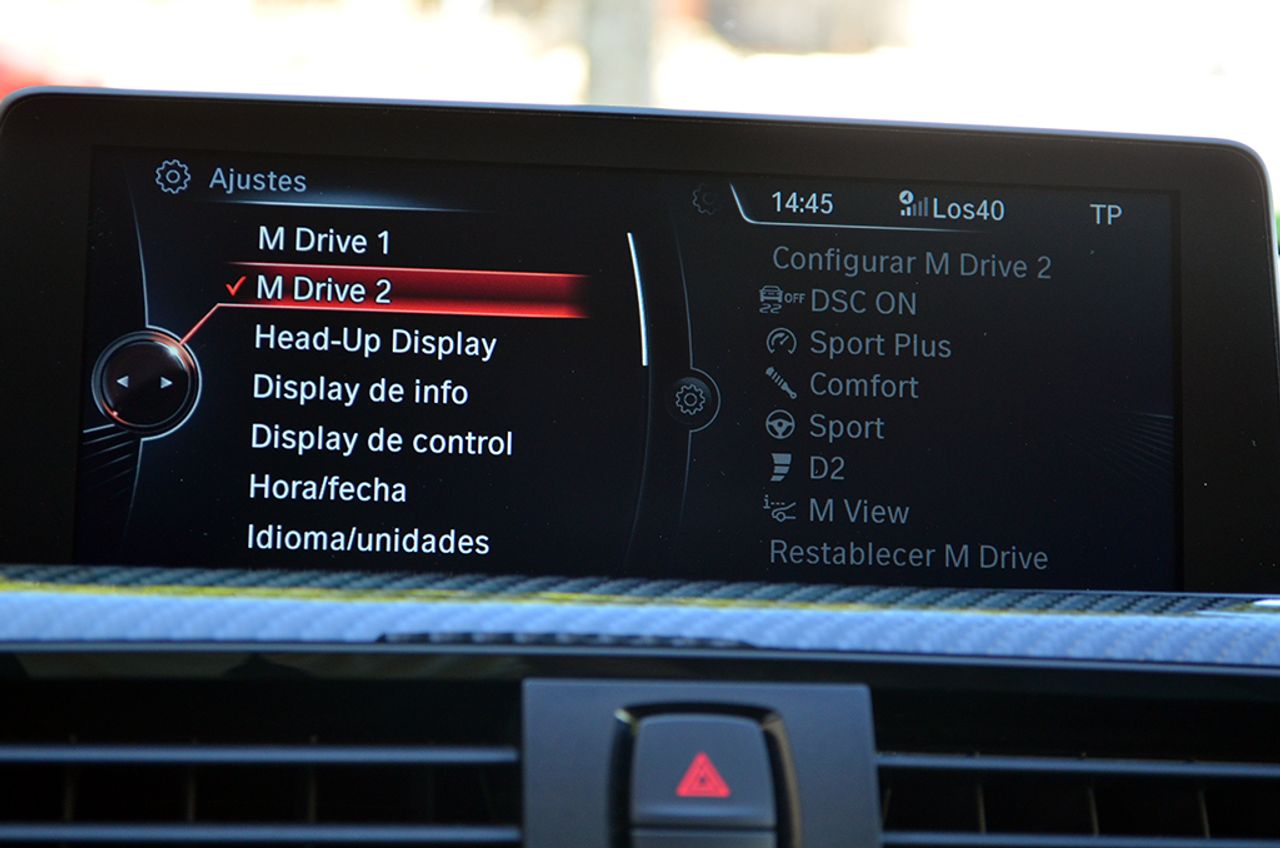 Ajustes
M Drive 1
M Drive 2
Head-Up Display
Display de info
Display de control
Hora/fecha
Idioma/unidades
14:45
Los40
TP
Configurar M Drive 2
OFF DSC ON
Sport Plus
Comfort
Sport
D2
M View
Restablecer M Drive